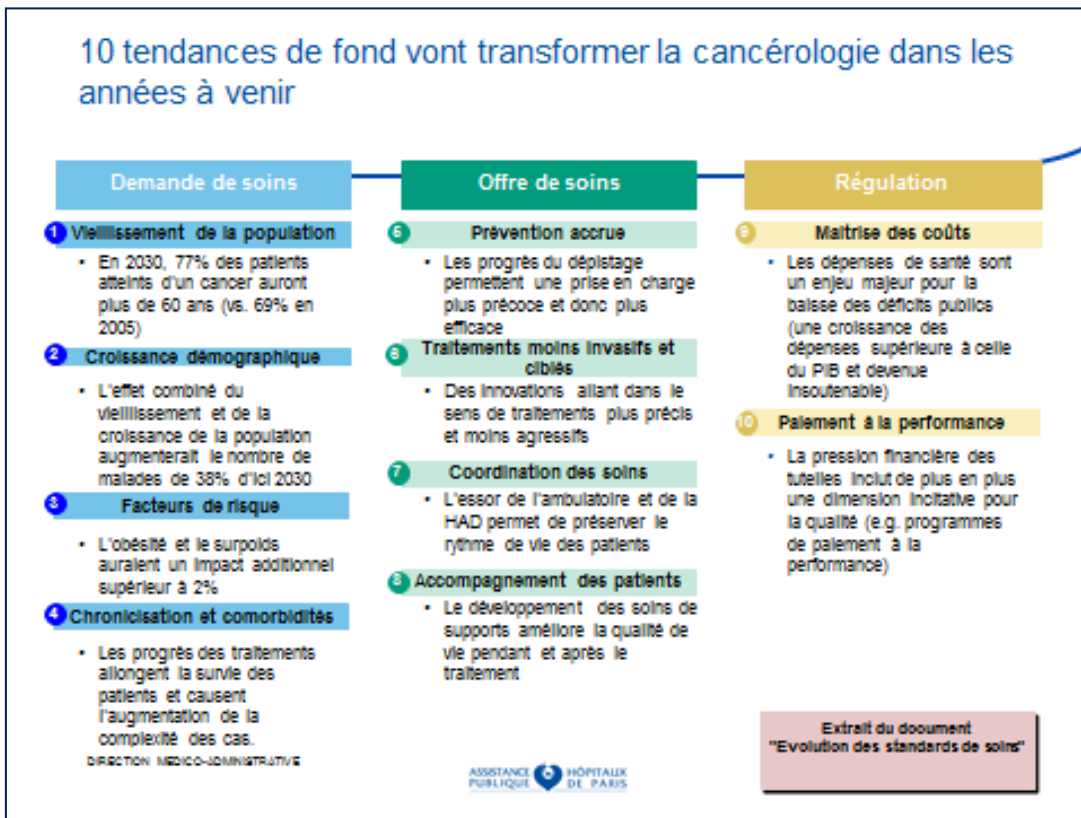 10 tendances de fond vont transformer la cancérologie dans les
années à venir
Demande de soins
1 Vieillissement de la population
• En 2030, 77% des patients
atteints d'un cancer auront
plus de 60 ans (vs. 69% en
2005)
2 Croissance démographique
• L'effet combiné du
vieillissement et de la
croissance de la population
augmenterait le nombre de
malades de 38% d'ici 2030
3 Facteurs de risque
• L'obésité et le surpoids
auraient un impact additionnel
supérieur à 2%
4 Chronicisation et comorbidités
• Les progrès des traitements
allongent la survie des
patients et causent
l'augmentation de la
complexité des cas.
DIRECTION MEDICO-ADMINISTRATIVE
Offre de soins
5 Prévention accrue
• Les progrès du dépistage
permettent une prise en charge
plus précoce et donc plus
efficace
6 Traitements moins invasifs et
ciblés
• Des innovations allant dans le
sens de traitements plus précis
et moins agressifs
7 Coordination des soins
• L'essor de l'ambulatoire et de la
HAD permet de préserver le
rythme de vie des patients
8 Accompagnement des patients
• Le développement des soins de
supports améliore la qualité de
vie pendant et après le
traitement
Régulation
9 Maîtrise des coûts
• Les dépenses de santé sont
un enjeu majeur pour la
baisse des déficits publics
(une croissance des
dépenses supérieure à celle
du PIB et devenue
insoutenable)
10 Paiement à la performance
• La pression financière des
tutelles inclut de plus en plus
une dimension incitative pour
la qualité (e.g. programmes
de paiement à la
performance)
Extrait du document
"Evolution des standards de soins"
ASSISTANCE HÔPITAUX
PUBLIQUE DE PARIS